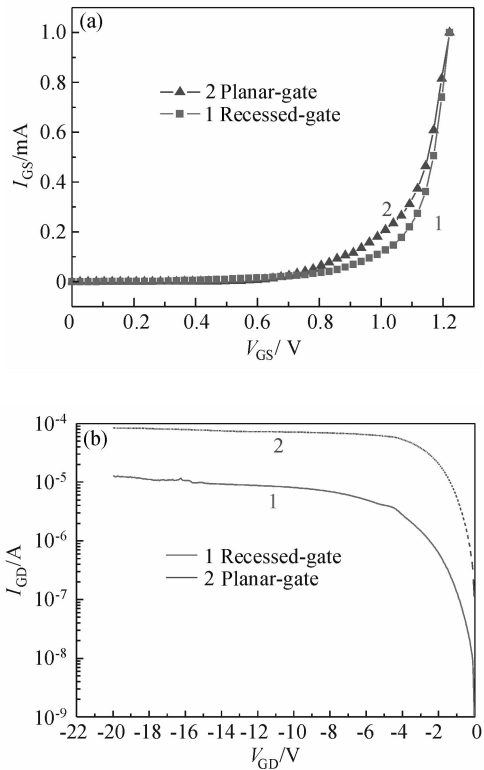 (a)
1.0
0.8
0.6
0.4
0.2
0
I_GS/mA
2 Planar-gate
1 Recessed-gate
2
1
0 0.2 0.4 0.6 0.8 1.0 1.2
V_GS/ V
(b)
10^-4
10^-5
10^-6
10^-7
10^-8
10^-9
I_GD/A
2
1
1 Recessed-gate
2 Planar-gate
-22 -20 -18 -16 -14 -12 -10 -8 -6 -4 -2 0
V_GD/V